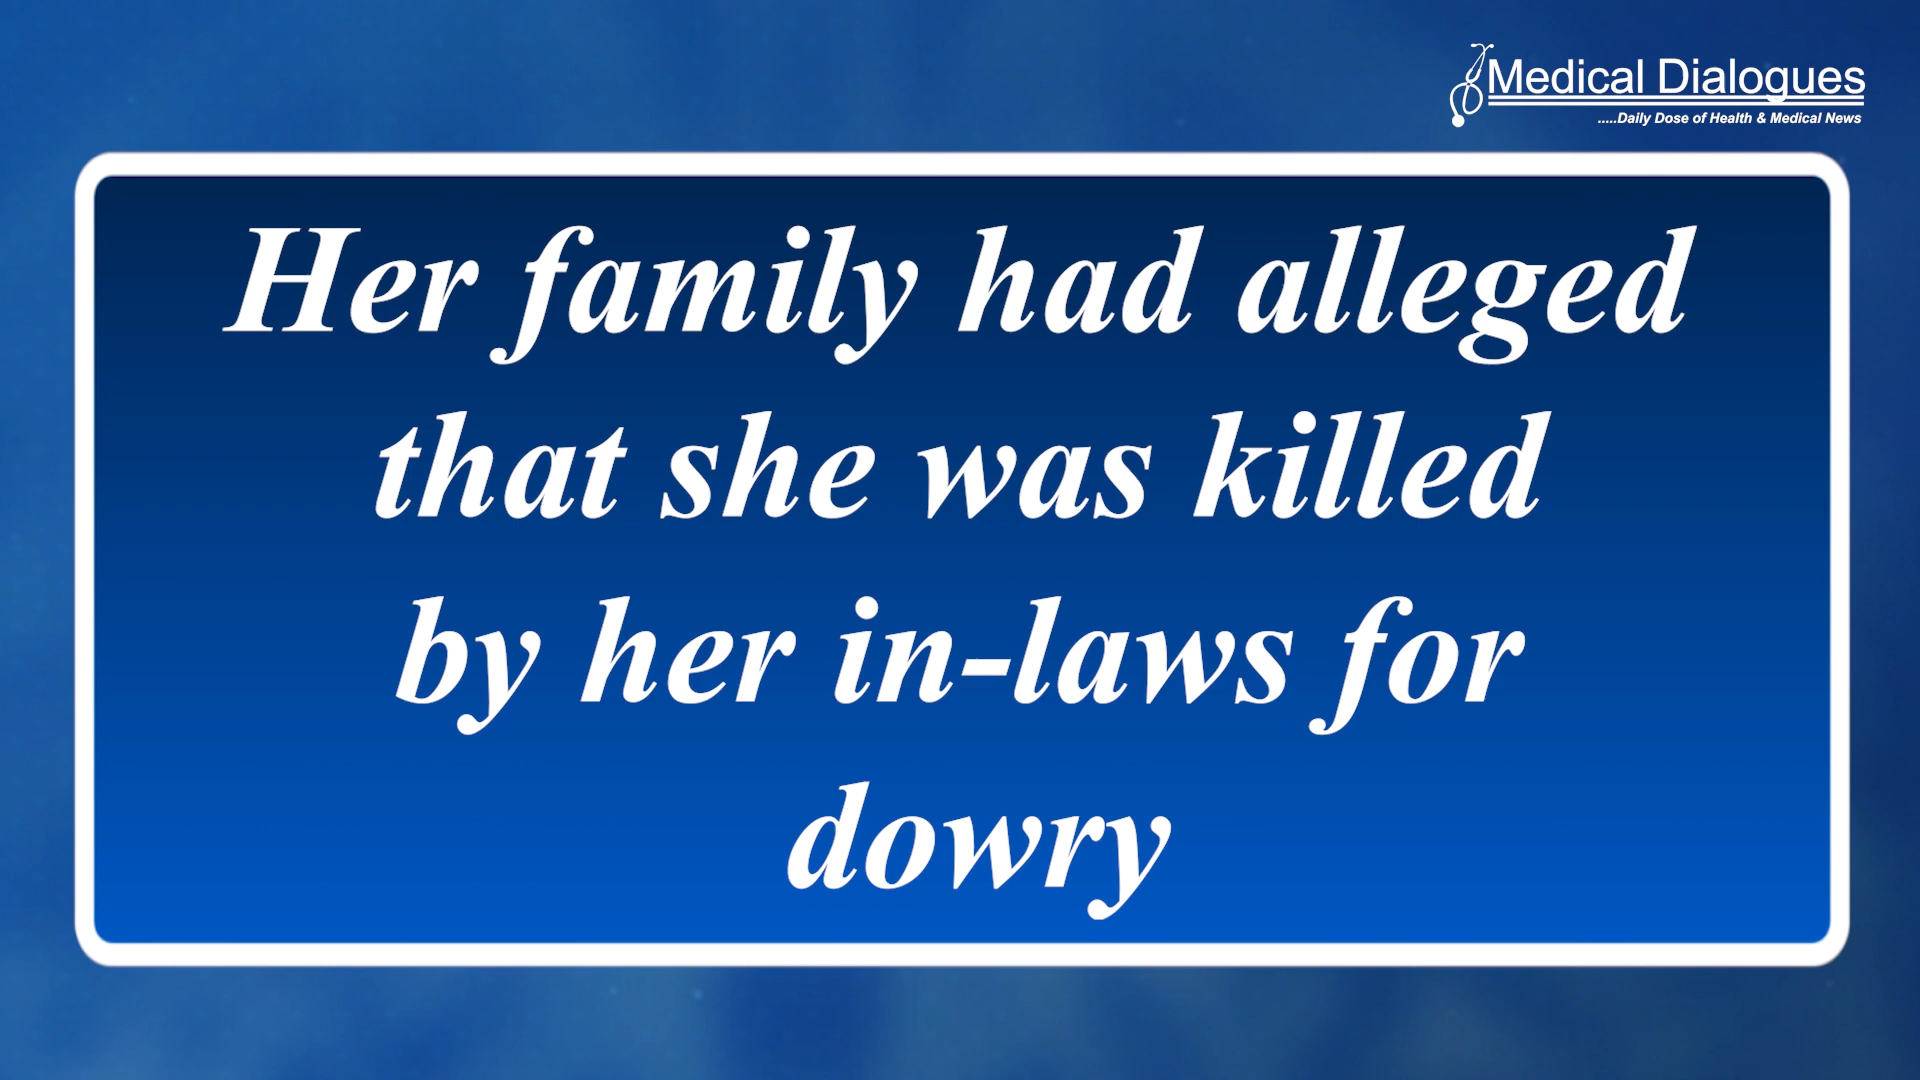 Medical Dialogues
.....Daily Dose of Health & Medical News
Her family had alleged
that she was killed
by her in-laws for
dowry